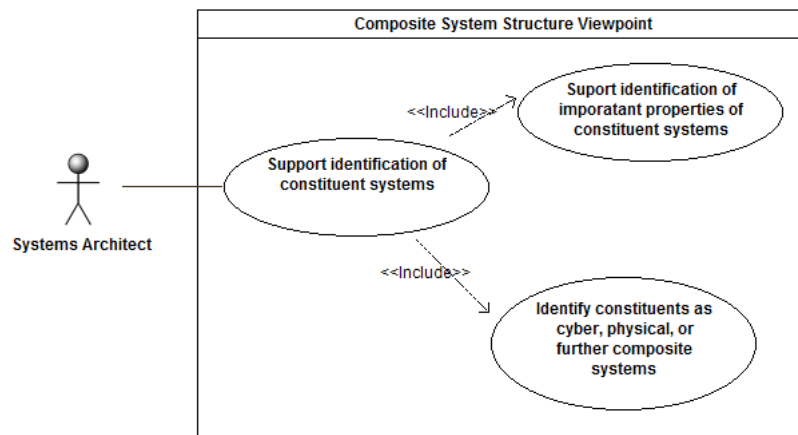 Composite System Structure Viewpoint
Suport identification of
imporatant properties of
constituent systems
<<Include>>
Support identification of
constituent systems
Systems Architect
<<Include>>
Identify constituents as
cyber, physical, or
further composite
systems